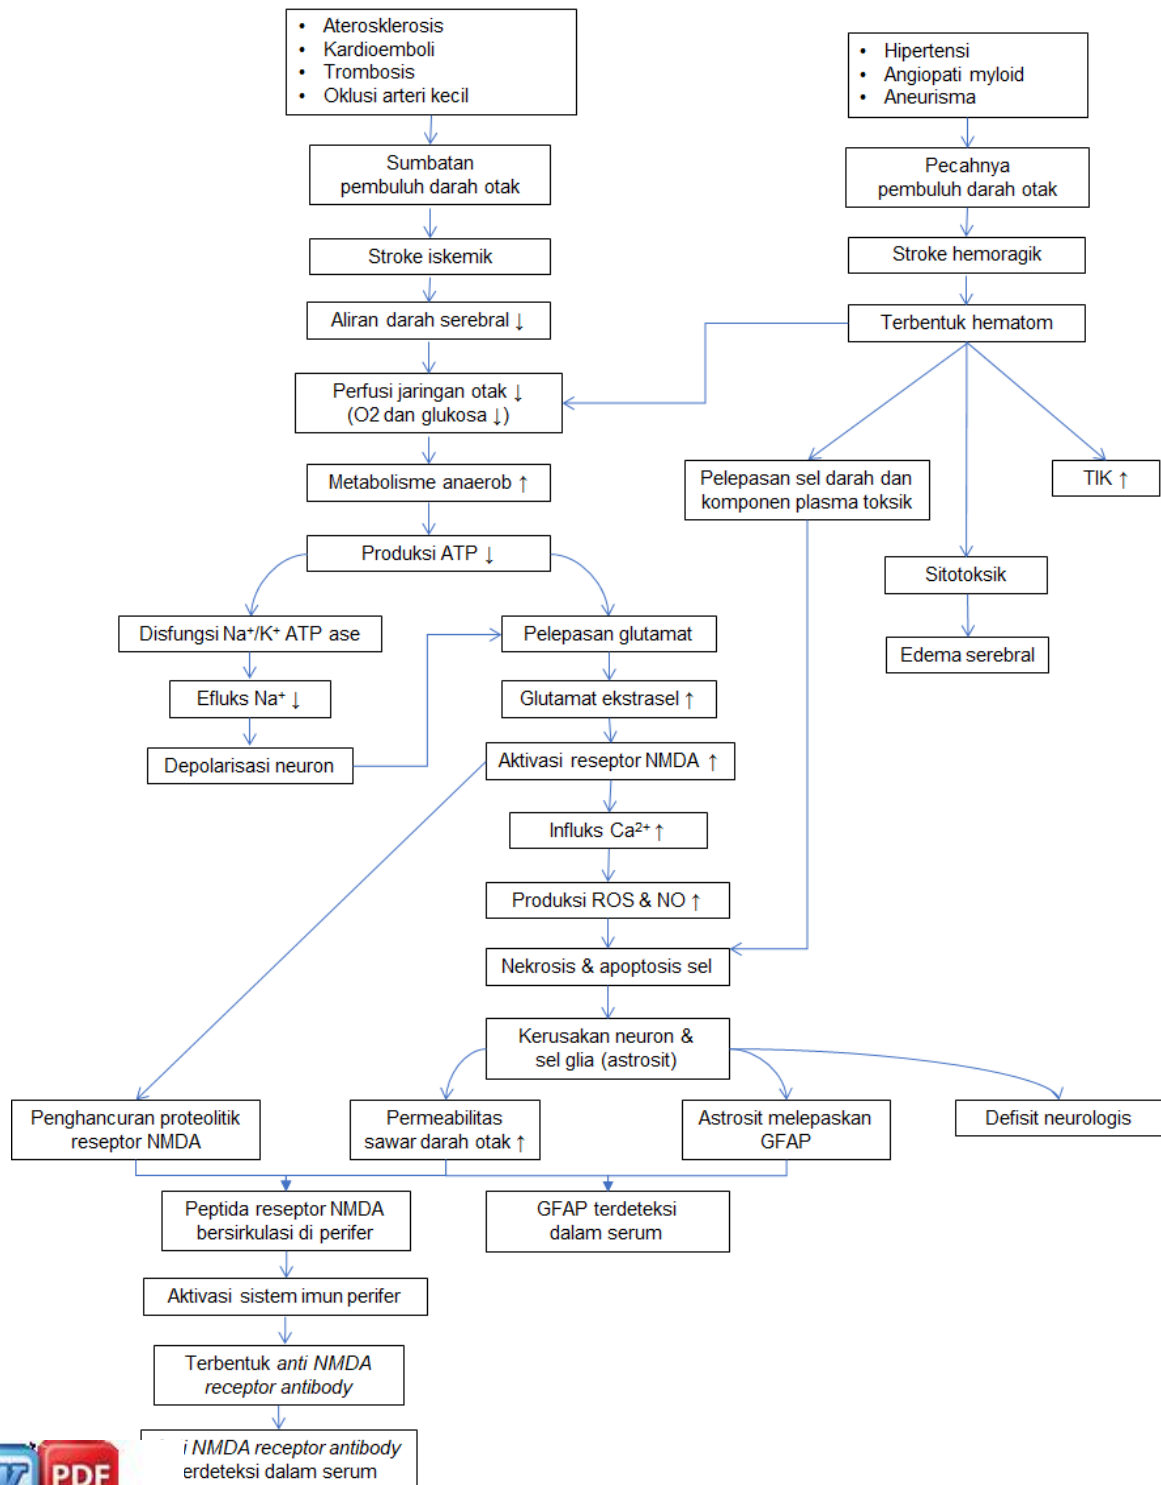 • Aterosklerosis
• Kardioemboli
• Trombosis
• Oklusi arteri kecil
• Hipertensi
• Angiopati myloid
• Aneurisma
Sumbatan
pembuluh darah otak
Pecahnya
pembuluh darah otak
Stroke iskemik
Stroke hemoragik
Aliran darah serebral ↓
Terbentuk hematom
Perfusi jaringan otak ↓
(O2 dan glukosa ↓)
Metabolisme anaerob ↑
Pelepasan sel darah dan
komponen plasma toksik
TIK ↑
Produksi ATP ↓
Sitotoksik
Disfungsi Na⁺/K⁺ ATP ase
Pelepasan glutamat
Edema serebral
Efluks Na⁺ ↓
Glutamat ekstrasel ↑
Depolarisasi neuron
Aktivasi reseptor NMDA ↑
Influks Ca²⁺ ↑
Produksi ROS & NO ↑
Nekrosis & apoptosis sel
Kerusakan neuron &
sel glia (astrosit)
Penghancuran proteolitik
reseptor NMDA
Permeabilitas
sawar darah otak ↑
Astrosit melepaskan
GFAP
Defisit neurologis
Peptida reseptor NMDA
bersirkulasi di perifer
GFAP terdeteksi
dalam serum
Aktivasi sistem imun perifer
Terbentuk anti NMDA
receptor antibody
i NMDA receptor antibody
erdeteksi dalam serum
PDF